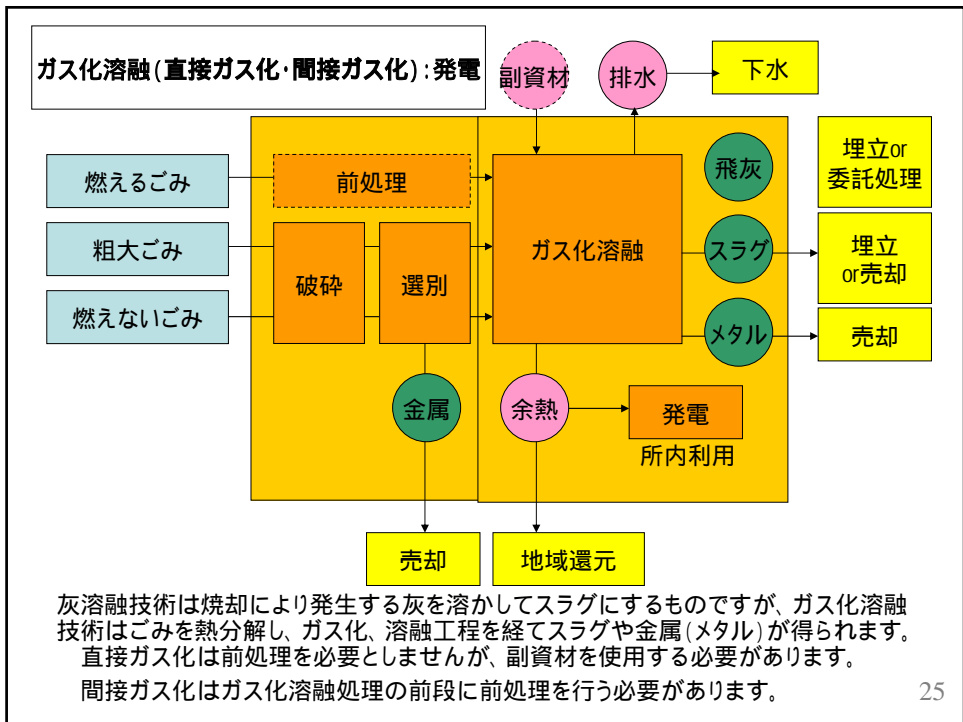 ガス化溶融(直接ガス化・間接ガス化):発電
副資材
排水
下水
燃えるごみ
前処理
飛灰
埋立or
委託処理
粗大ごみ
破砕
選別
ガス化溶融
スラグ
埋立
or売却
燃えないごみ
メタル
売却
金属
余熱
発電
所内利用
売却
地域還元
灰溶融技術は焼却により発生する灰を溶かしてスラグにするものですが、ガス化溶融
技術はごみを熱分解し、ガス化、溶融工程を経てスラグや金属(メタル)が得られます。
直接ガス化は前処理を必要としませんが、副資材を使用する必要があります。
間接ガス化はガス化溶融処理の前段に前処理を行う必要があります。
25